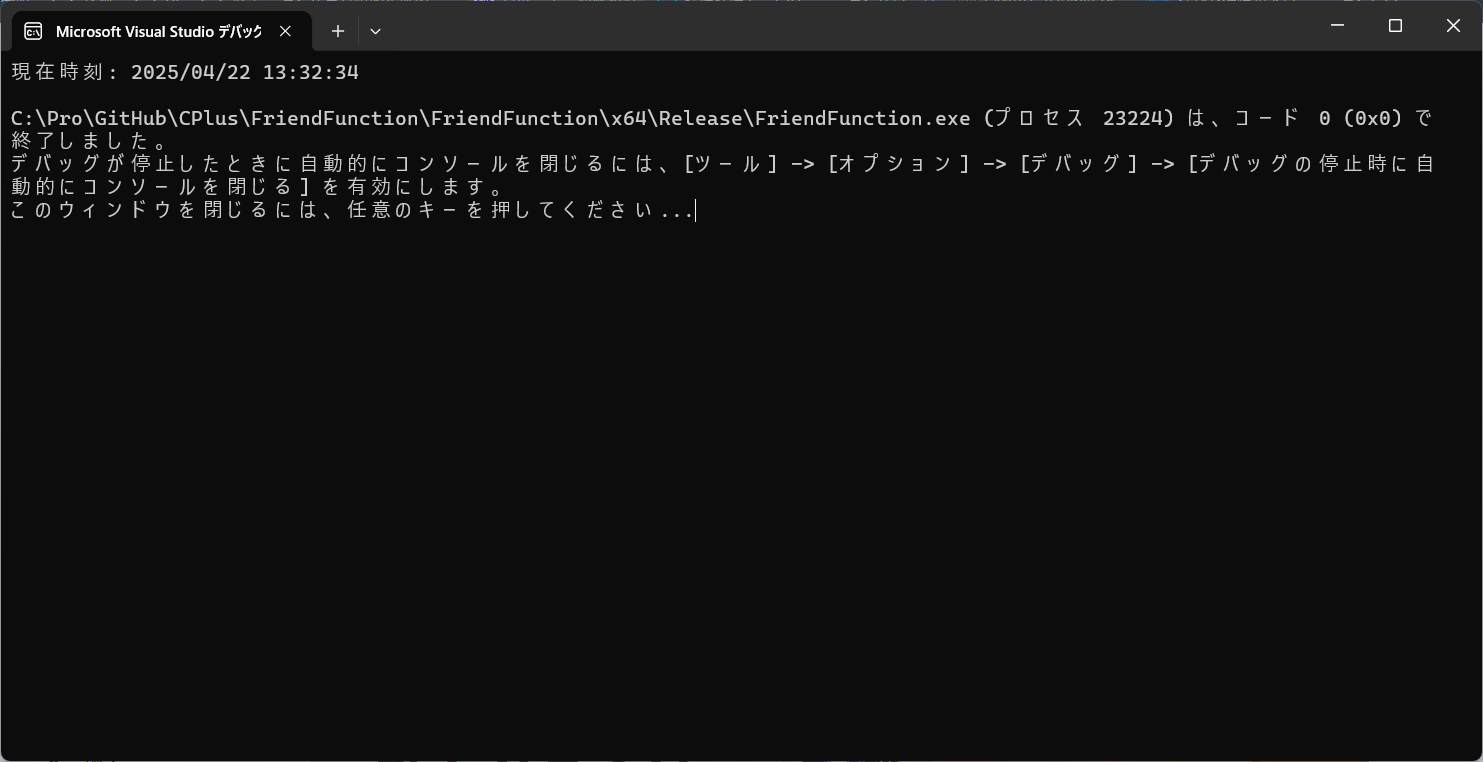 Microsoft Visual Studio デバック
現在時刻: 2025/04/22 13:32:34
C:\Pro\GitHub\CPlus\FriendFunction\FriendFunction\x64\Release\FriendFunction.exe (プロセス 23224) は、コード 0 (0x0) で
終了しました。
デバッグが停止したときに自動的にコンソールを閉じるには、[ツール] -> [オプション] -> [デバッグ] -> [デバッグの停止時に自
動的にコンソールを閉じる] を有効にします。
このウィンドウを閉じるには、任意のキーを押してください...